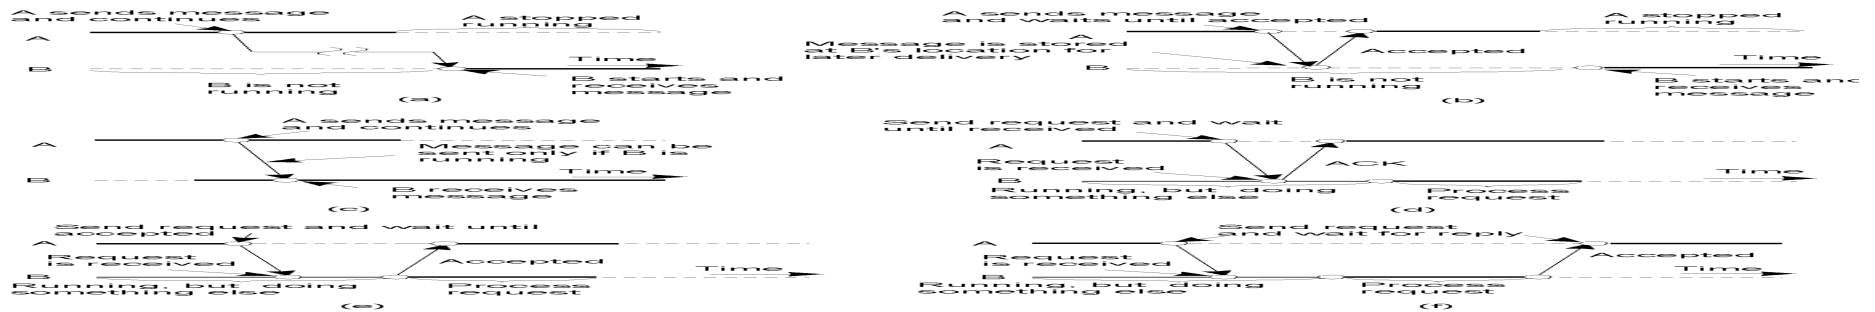 A sends message
and continues
A stopped
running
A
B
Time
B is not
running
B starts and
receives
message
(a)
A sends message
and waits until accepted
A stopped
running
A
Message is stored
at B's location for
later delivery
B
Accepted
Time
B is not
running
B starts and
receives
message
(b)
A sends message
and continues
A
Message can be
sent only if B is
running
B
Time
B receives
message
(c)
Send request and wait
until received
A
Request
is received
ACK
B
Time
Running, but doing
something else
Process
request
(d)
Send request and wait until
accepted
A
Request
is received
Accepted
B
Time
Running, but doing
something else
Process
request
(e)
Send request
and wait for reply
A
Request
is received
Accepted
B
Time
Running, but doing
something else
Process
request
(f)